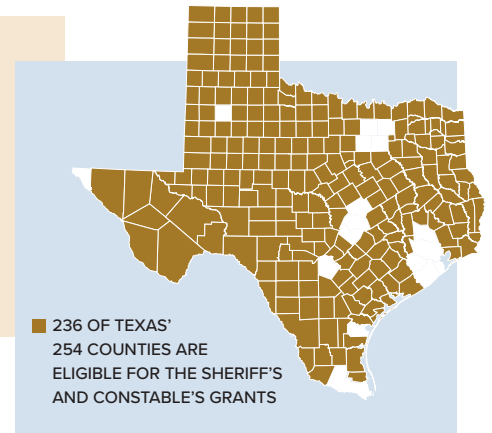 236 OF TEXAS’
254 COUNTIES ARE
ELIGIBLE FOR THE SHERIFF’S
AND CONSTABLE’S GRANTS